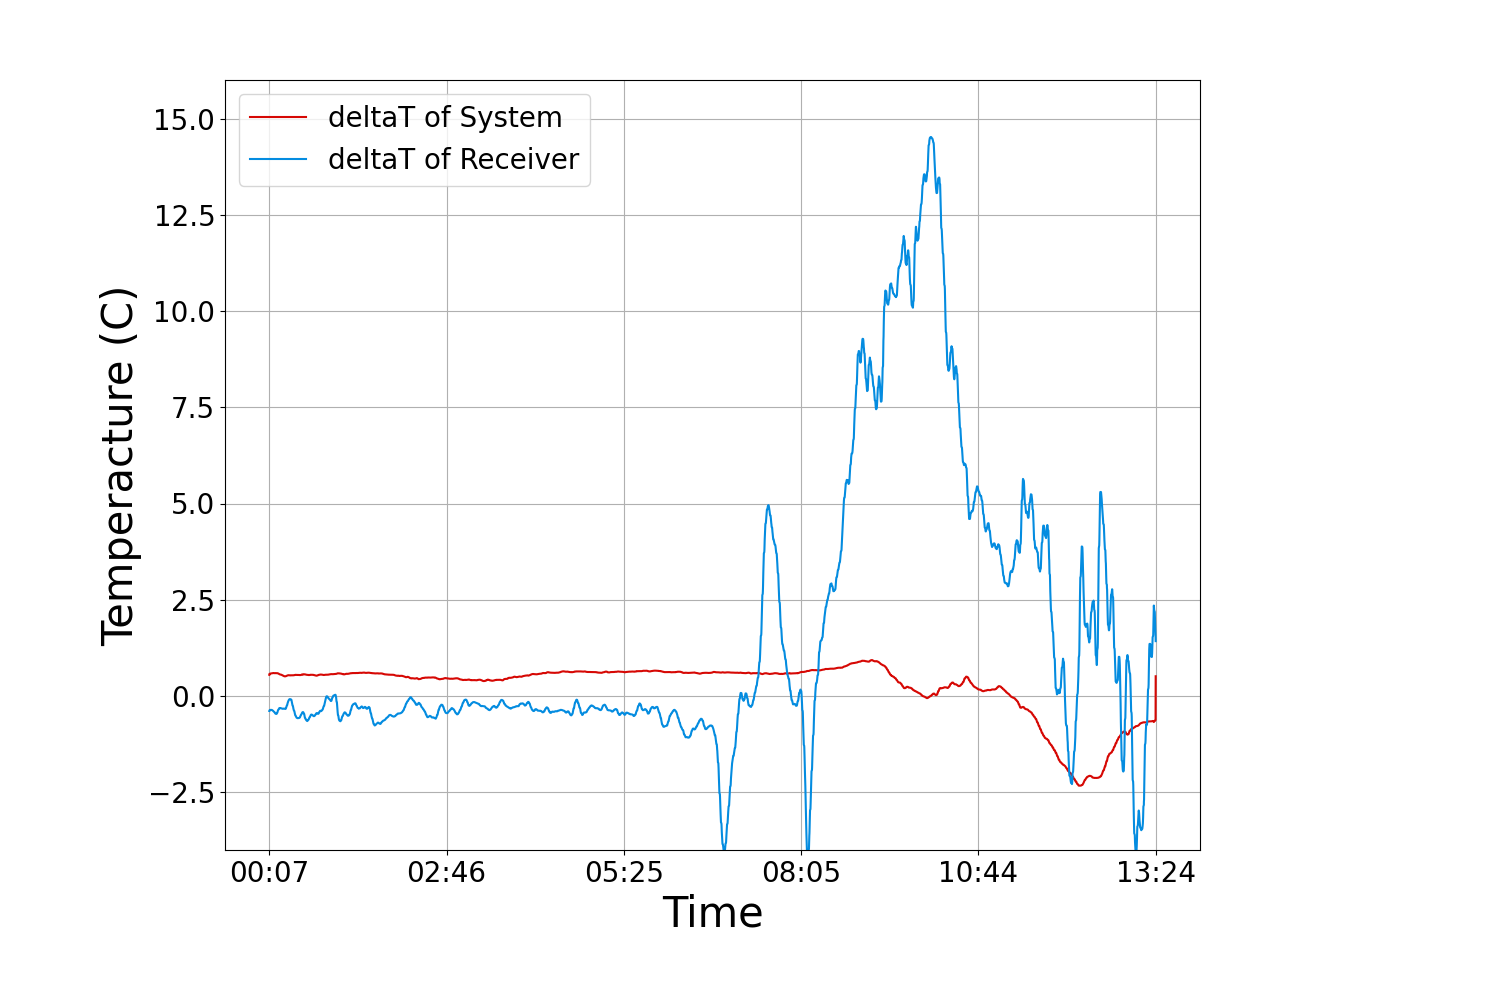 deltaT of System
deltaT of Receiver
15.0
12.5
10.0
7.5
5.0
2.5
0.0
−2.5
Temperacture (C)
00:07 02:46 05:25 08:05 10:44 13:24
Time